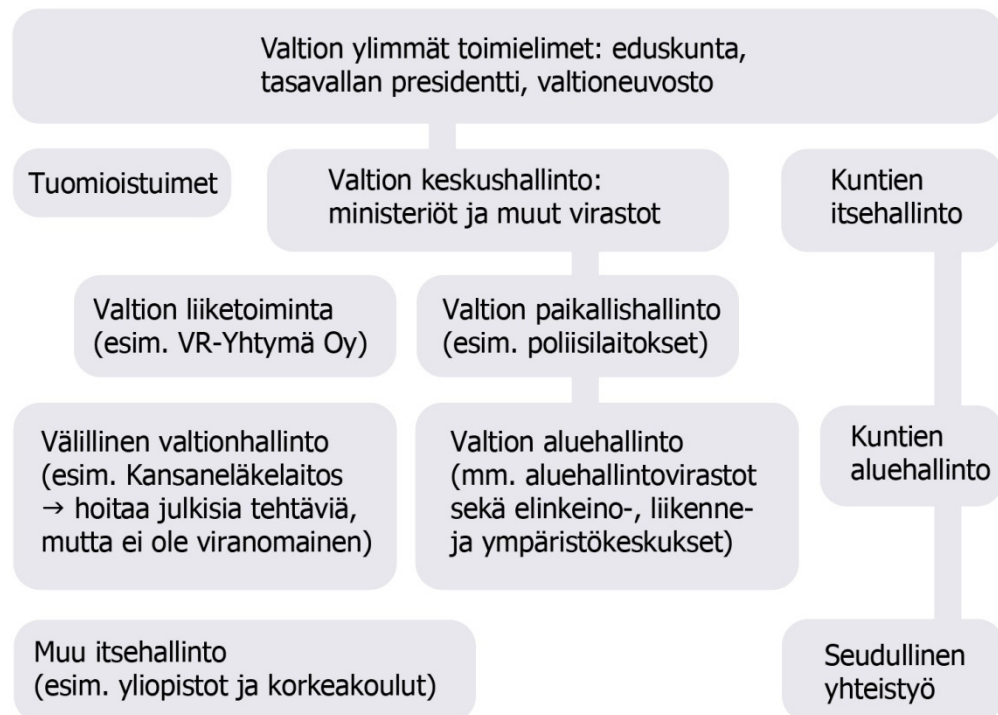 Valtion ylimmät toimielimet: eduskunta,
tasavallan presidentti, valtioneuvosto
Tuomioistuimet
Valtion keskushallinto:
ministeriöt ja muut virastot
Kuntien
itsehallinto
Valtion liiketoiminta
(esim. VR-Yhtymä Oy)
Valtion paikallishallinto
(esim. poliisilaitokset)
Välillinen valtionhallinto
(esim. Kansaneläkelaitos
→ hoitaa julkisia tehtäviä,
mutta ei ole viranomainen)
Valtion aluehallinto
(mm. aluehallintovirastot
sekä elinkeino-, liikenne-
ja ympäristökeskukset)
Kuntien
aluehallinto
Muu itsehallinto
(esim. yliopistot ja korkeakoulut)
Seudullinen
yhteistyö